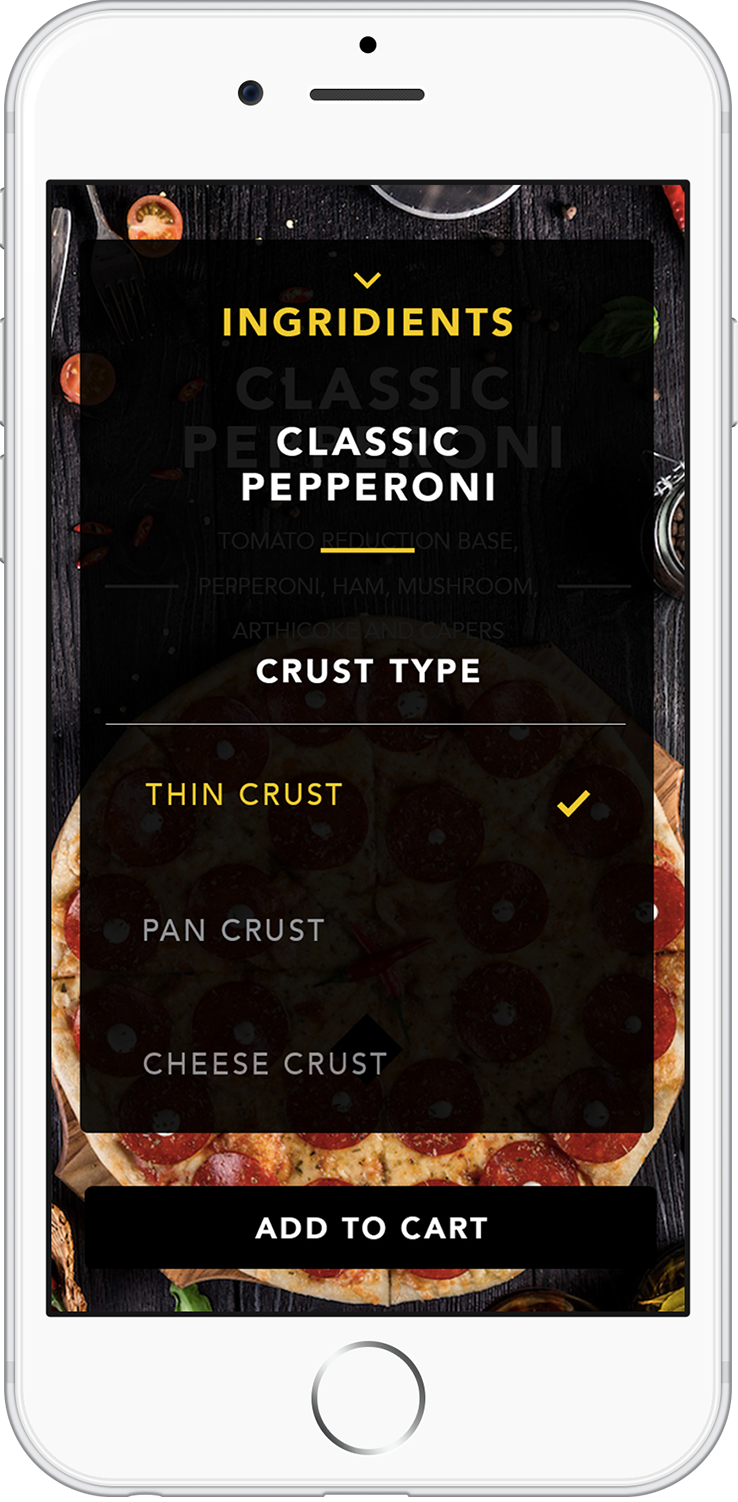 INGRIDIENTS
CLASSIC
PEPPERONI
CLASSIC
PEPPERONI
TOMATO REDUCTION BASE,
PEPPERONI, HAM, MUSHROOM,
ARTHICOKE AND CAPERS
CRUST TYPE
THIN CRUST
PAN CRUST
CHEESE CRUST
ADD TO CART